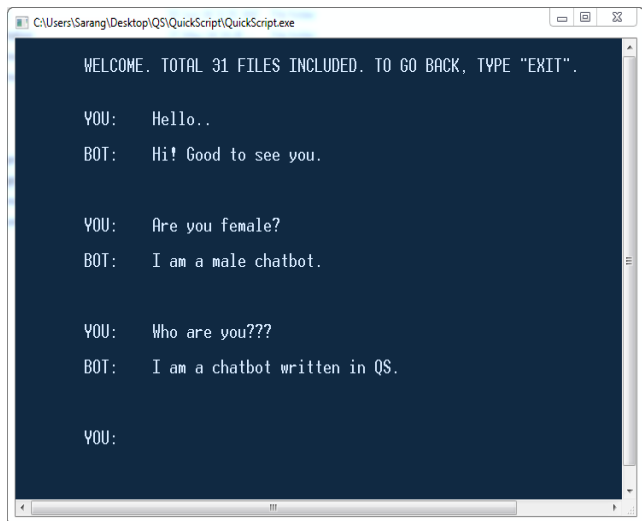 C:\Users\Sarang\Desktop\QS\QuickScript\QuickScript.exe
WELCOME. TOTAL 31 FILES INCLUDED. TO GO BACK, TYPE "EXIT".
YOU: Hello..
BOT: Hi! Good to see you.
YOU: Are you female?
BOT: I am a male chatbot.
YOU: Who are you???
BOT: I am a chatbot written in QS.
YOU: